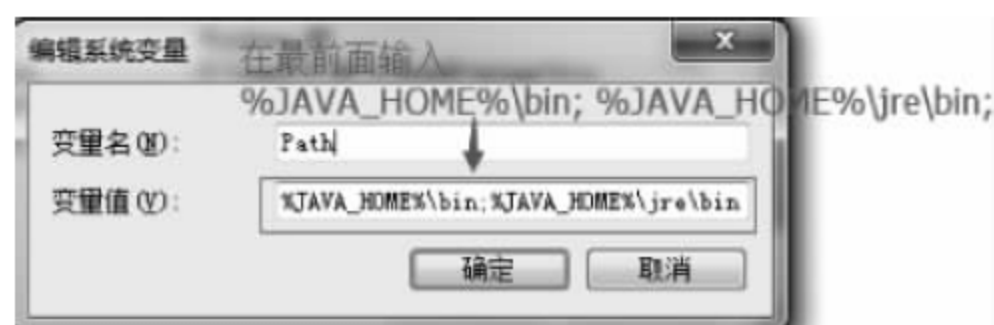 编辑系统变量
在最前面输入
%JAVA_HOME%\bin; %JAVA_HOME%\jre\bin;
变量名(N):
Path
变量值(V):
%JAVA_HOME%\bin;%JAVA_HOME%\jre\bin
确定
取消